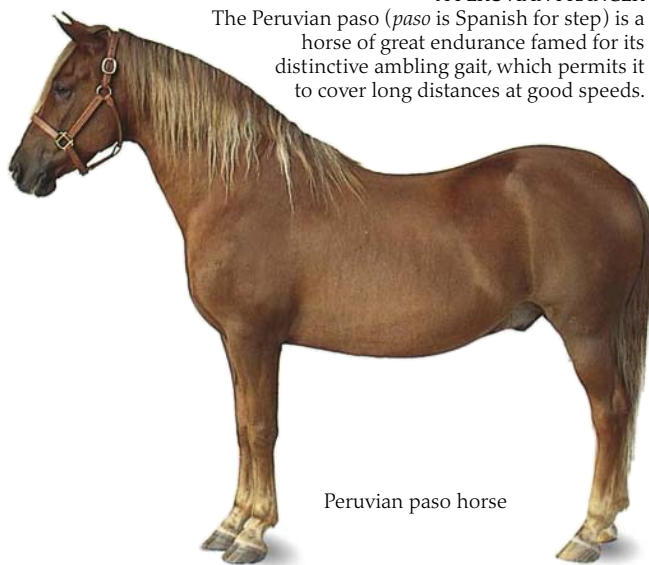 The Peruvian paso (paso is Spanish for step) is a
horse of great endurance famed for its
distinctive ambling gait, which permits it
to cover long distances at good speeds.
Peruvian paso horse